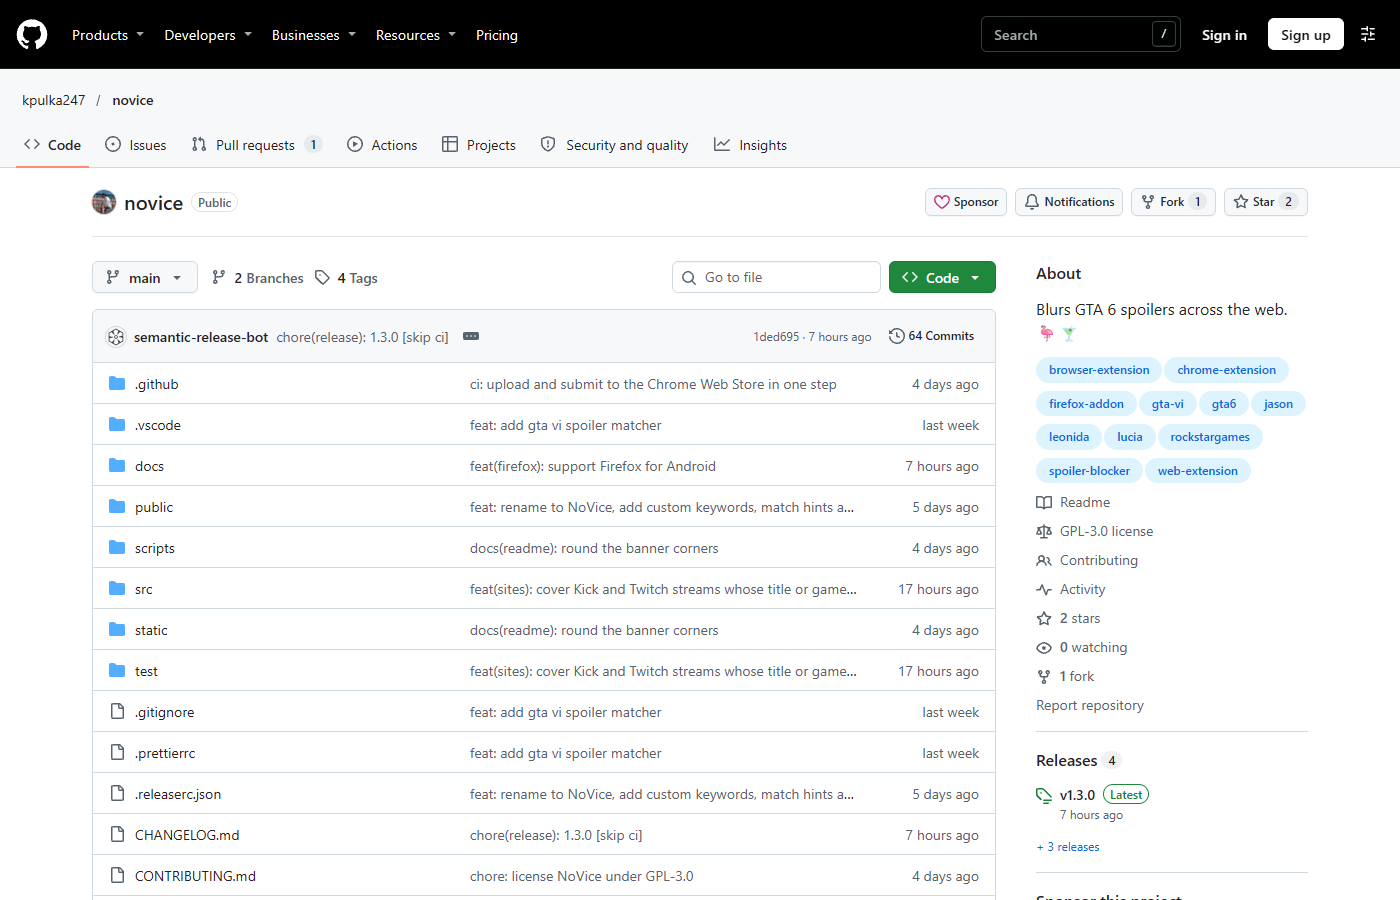 Products Developers Businesses Resources Pricing Search / Sign in Sign up
kpulka247 / novice
Code Issues Pull requests 1 Actions Projects Security and quality Insights
novice Public Sponsor Notifications Fork 1 Star 2
main 2 Branches 4 Tags Go to file Code
semantic-release-bot chore(release): 1.3.0 [skip ci] 1ded695 · 7 hours ago 64 Commits
.github ci: upload and submit to the Chrome Web Store in one step 4 days ago
.vscode feat: add gta vi spoiler matcher last week
docs feat(firefox): support Firefox for Android 7 hours ago
public feat: rename to NoVice, add custom keywords, match hints a... 5 days ago
scripts docs(readme): round the banner corners 4 days ago
src feat(sites): cover Kick and Twitch streams whose title or game... 17 hours ago
static docs(readme): round the banner corners 4 days ago
test feat(sites): cover Kick and Twitch streams whose title or game... 17 hours ago
.gitignore feat: add gta vi spoiler matcher last week
.prettierrc feat: add gta vi spoiler matcher last week
.releaserc.json feat: rename to NoVice, add custom keywords, match hints a... 5 days ago
CHANGELOG.md chore(release): 1.3.0 [skip ci] 7 hours ago
CONTRIBUTING.md chore: license NoVice under GPL-3.0 4 days ago
About
Blurs GTA 6 spoilers across the web.
🦩 🍸
browser-extension chrome-extension
firefox-addon gta-vi gta6 jason
leonida lucia rockstargames
spoiler-blocker web-extension
Readme
GPL-3.0 license
Contributing
Activity
2 stars
0 watching
1 fork
Report repository
Releases 4
v1.3.0 Latest
7 hours ago
+ 3 releases
Sponsor this project